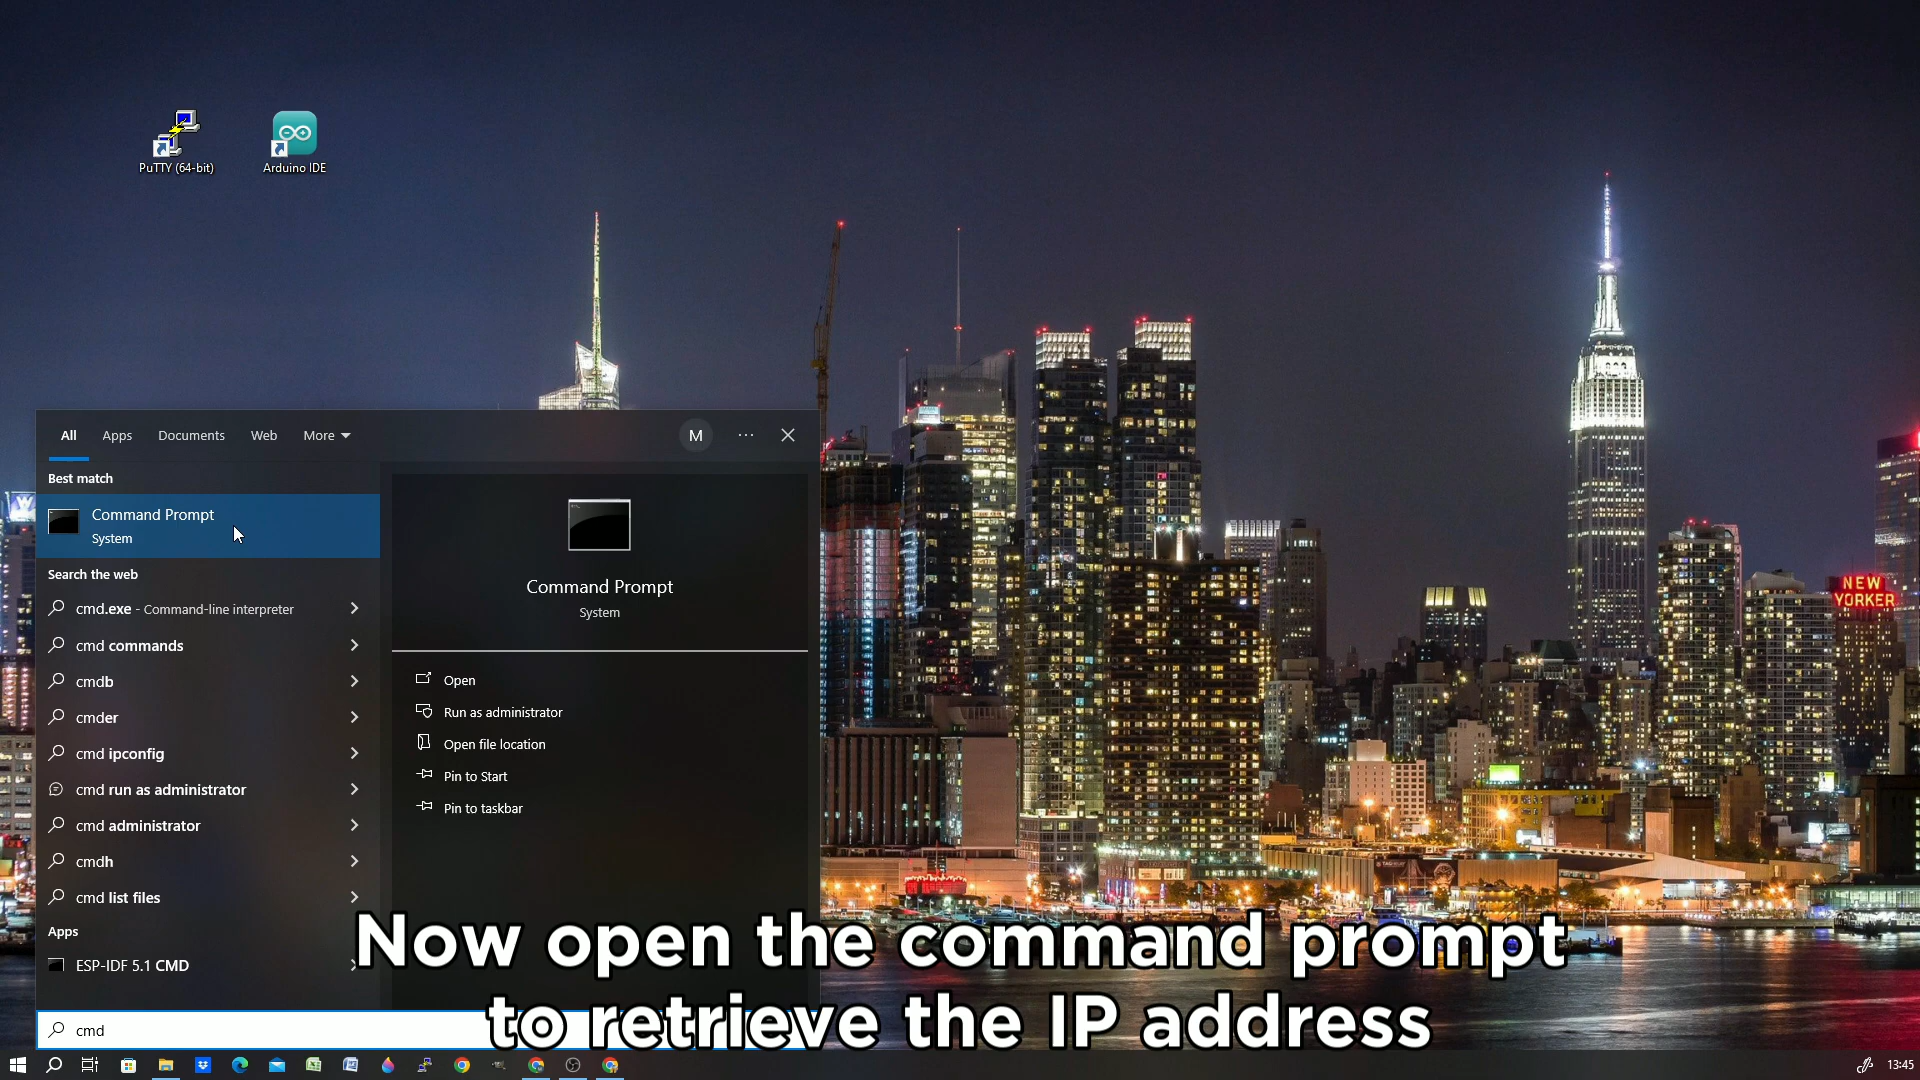 PuTTY (64-bit)
Arduino IDE
All
Apps
Documents
Web
More
M
Best match
Command Prompt
System
Search the web
cmd.exe - Command-line interpreter
cmd commands
cmdb
cmder
cmd ipconfig
cmd run as administrator
cmd administrator
cmdh
cmd list files
Apps
ESP-IDF 5.1 CMD
cmd
Command Prompt
System
Open
Run as administrator
Open file location
Pin to Start
Pin to taskbar
W
NEW
YORKER
Now open the command prompt
to retrieve the IP address
13:45